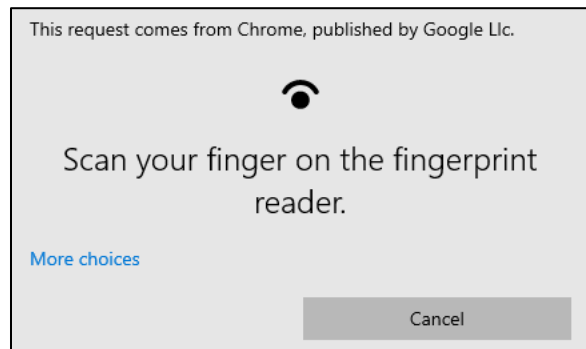 This request comes from Chrome, published by Google Llc.
Scan your finger on the fingerprint
reader.
More choices
Cancel